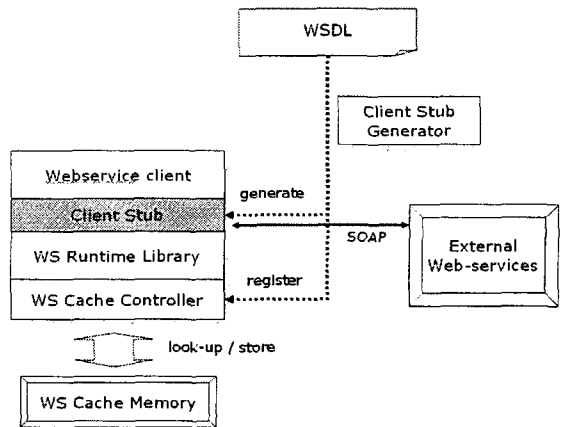 WSDL
Client Stub
Generator
Webservice client
generate
Client Stub
SOAP
External
Web-services
WS Runtime Library
register
WS Cache Controller
look-up / store
WS Cache Memory